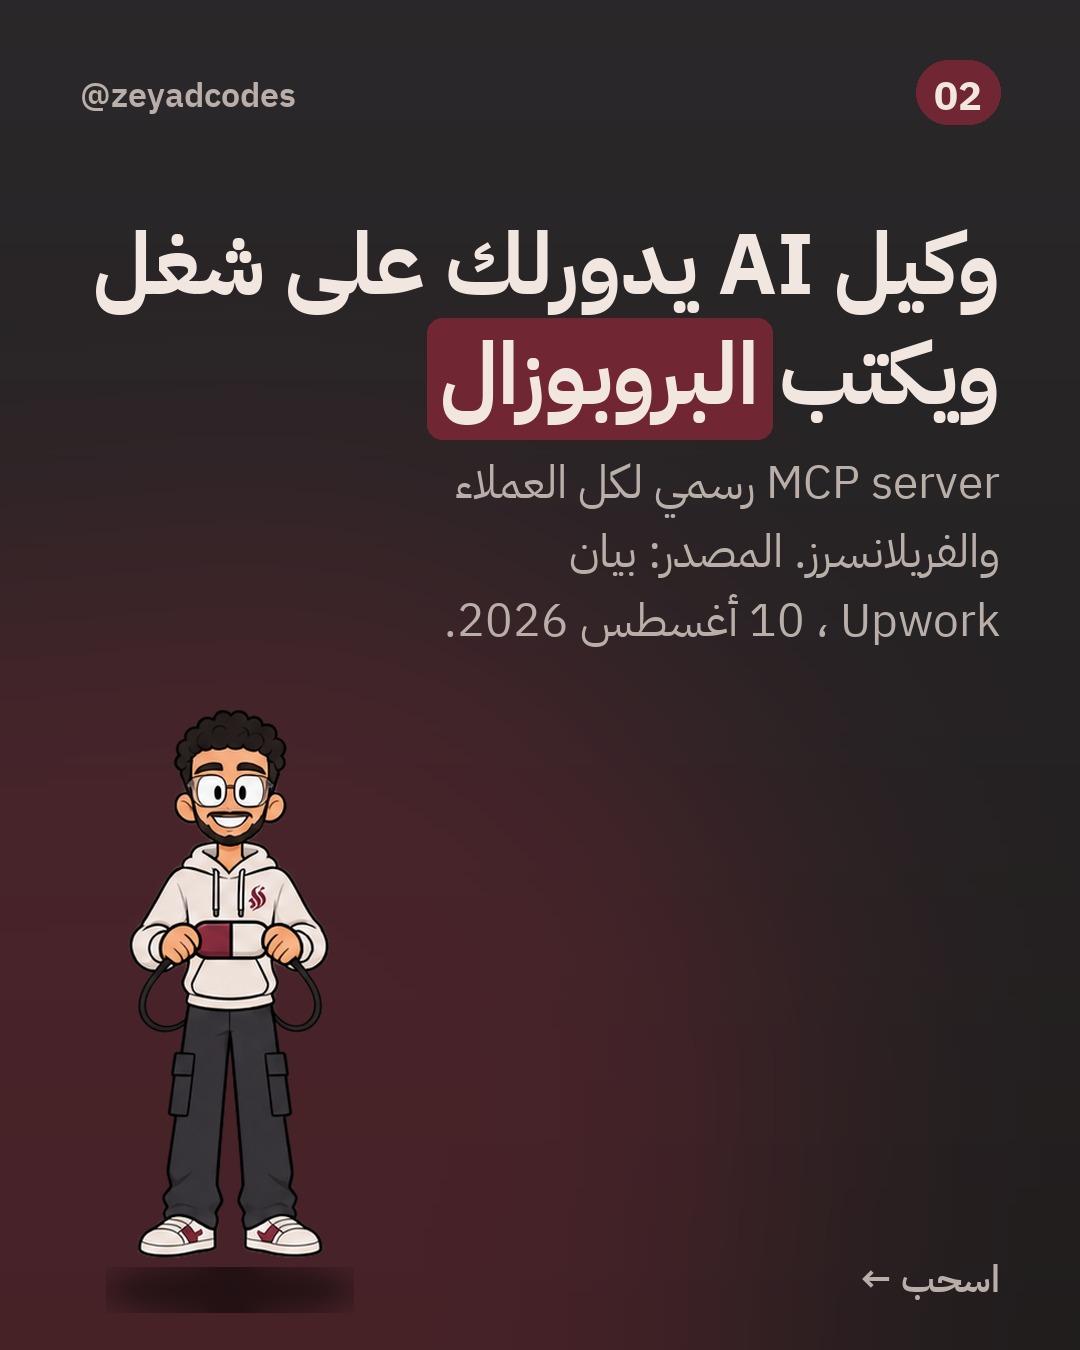 @zeyadcodes
02
وكيل AI يدورلك على شغل
ويكتب البروبوزال
MCP server رسمي لكل العملاء
والفريلانسرز. المصدر: بيان
Upwork ، 10 أغسطس 2026.
اسحب ←